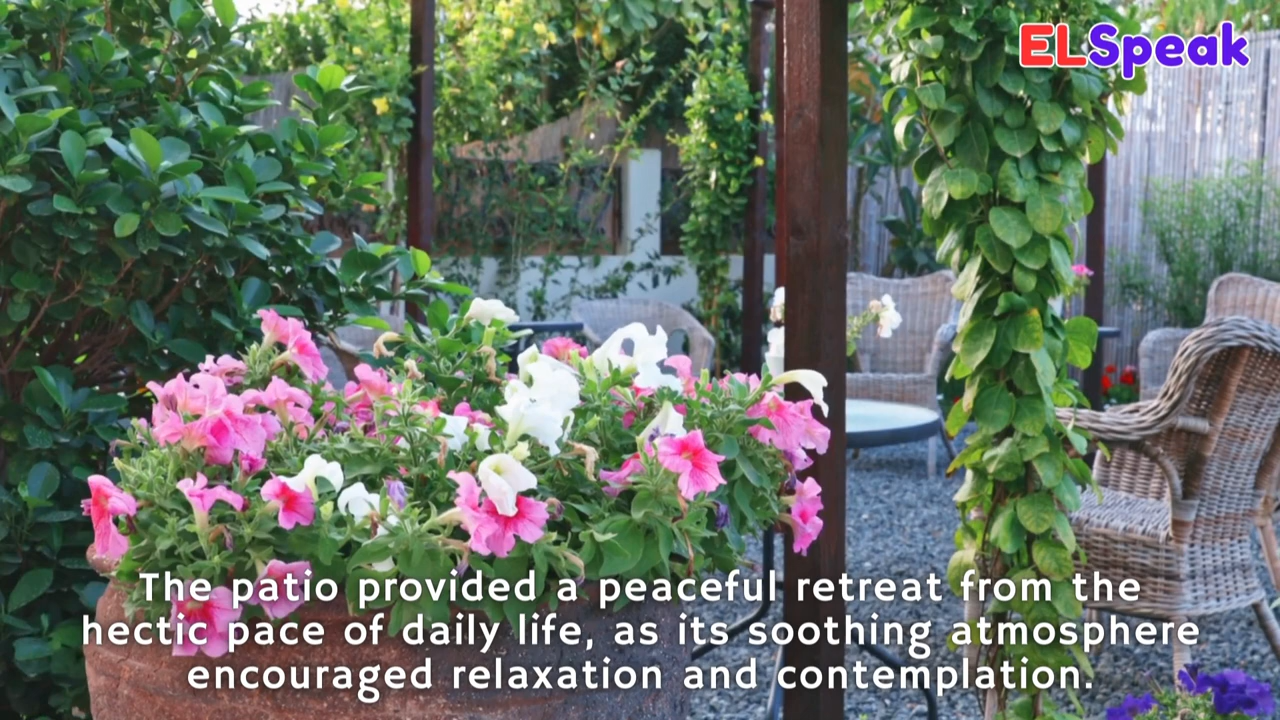 ELSpeak
The patio provided a peaceful retreat from the
hectic pace of daily life, as its soothing atmosphere
encouraged relaxation and contemplation.